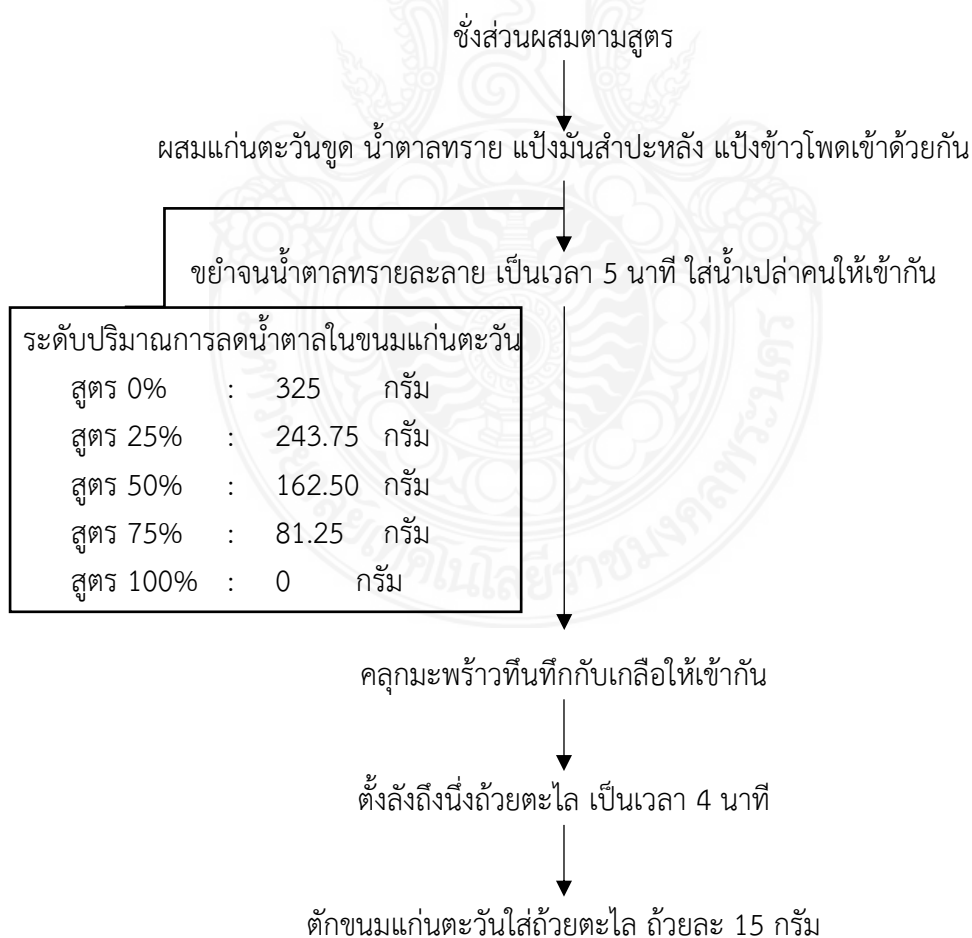 ชั่งส่วนผสมตามสูตร
ผสมแก่นตะวันขูด น้ำตาลทราย แป้งมันสำปะหลัง แป้งข้าวโพดเข้าด้วยกัน
ขยำจนน้ำตาลทรายละลาย เป็นเวลา 5 นาที ใส่น้ำเปล่าคนให้เข้ากัน
ระดับปริมาณการลดน้ำตาลในขนมแก่นตะวัน
สูตร 0% : 325 กรัม
สูตร 25% : 243.75 กรัม
สูตร 50% : 162.50 กรัม
สูตร 75% : 81.25 กรัม
สูตร 100% : 0 กรัม
คลุกมะพร้าวทึนทึกกับเกลือให้เข้ากัน
ตั้งลังถึงนึ่งถ้วยตะไล เป็นเวลา 4 นาที
ตักขนมแก่นตะวันใส่ถ้วยตะไล ถ้วยละ 15 กรัม